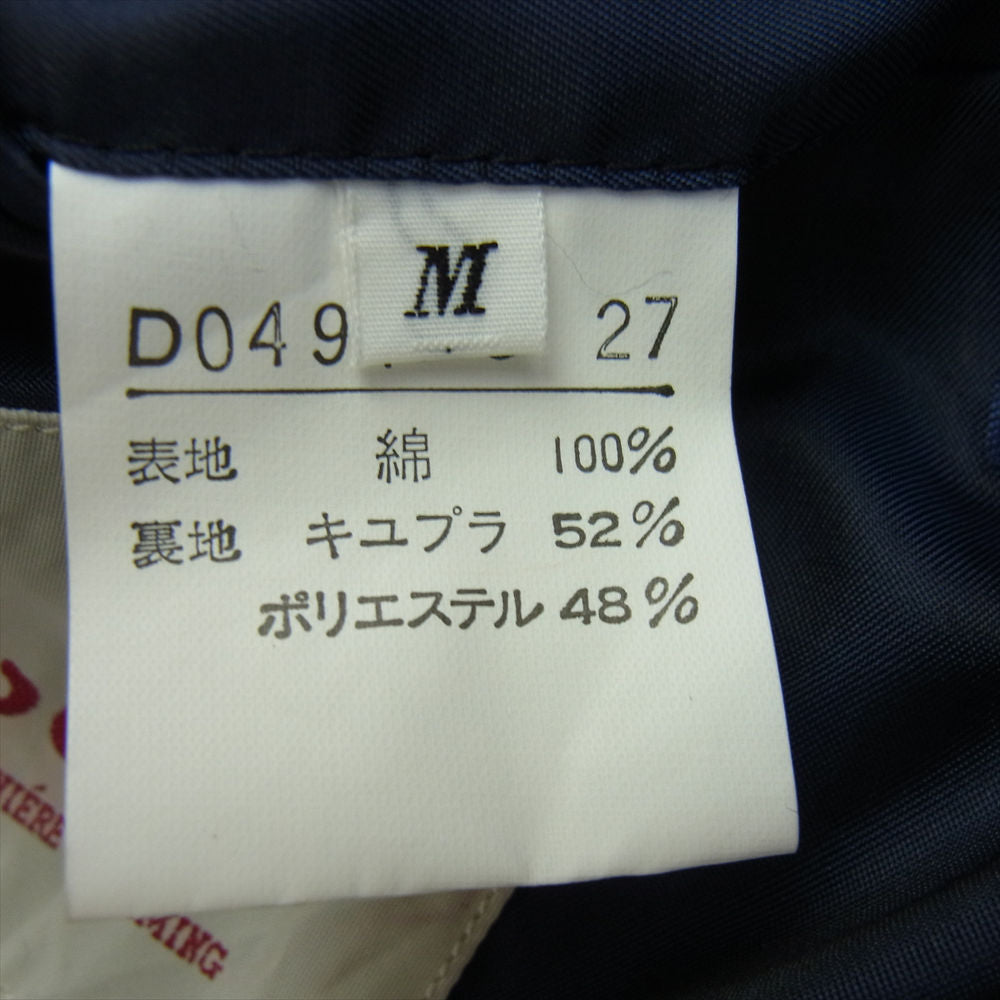 M
D049 27
表地 綿 100%
裏地 キュプラ 52%
ポリエステル 48%